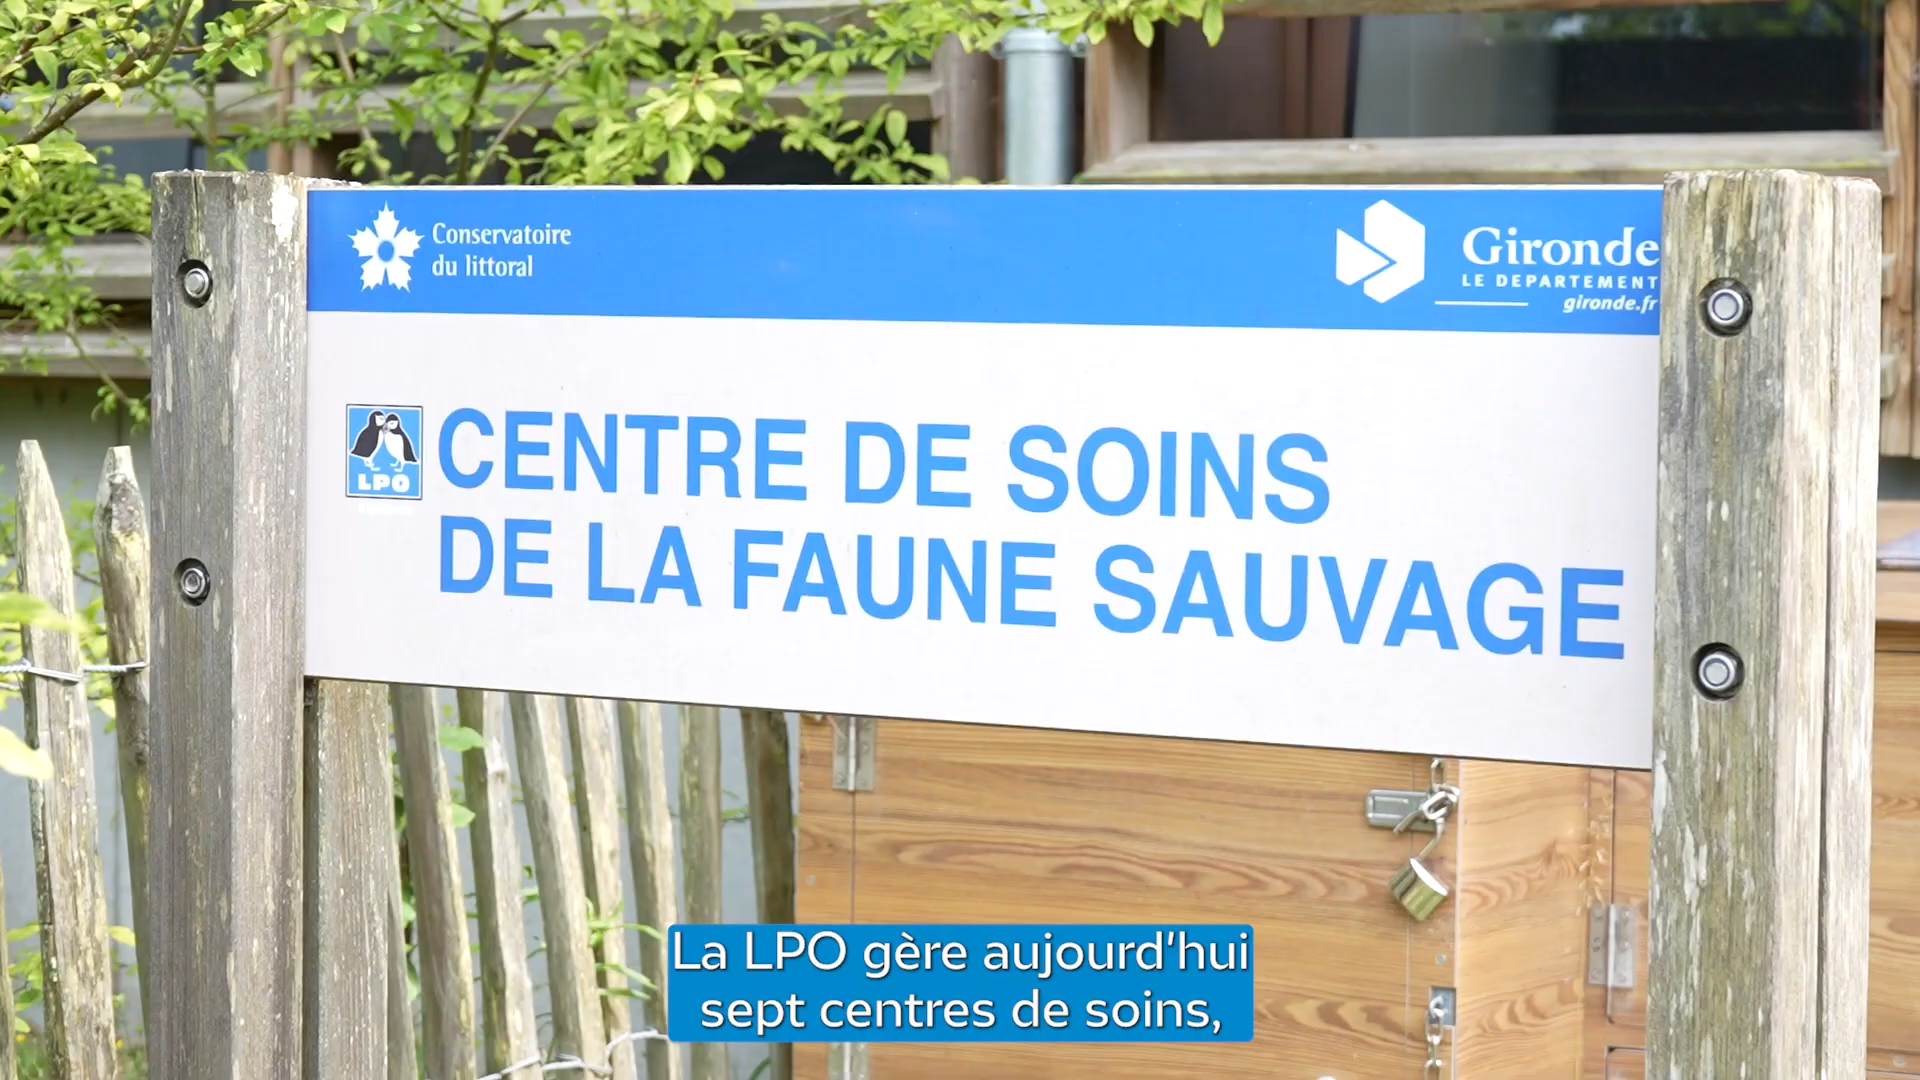 Conservatoire
du littoral
Gironde
LE DEPARTEMENT
gironde.fr
LPO
CENTRE DE SOINS
DE LA FAUNE SAUVAGE
La LPO gère aujourd'hui
sept centres de soins,